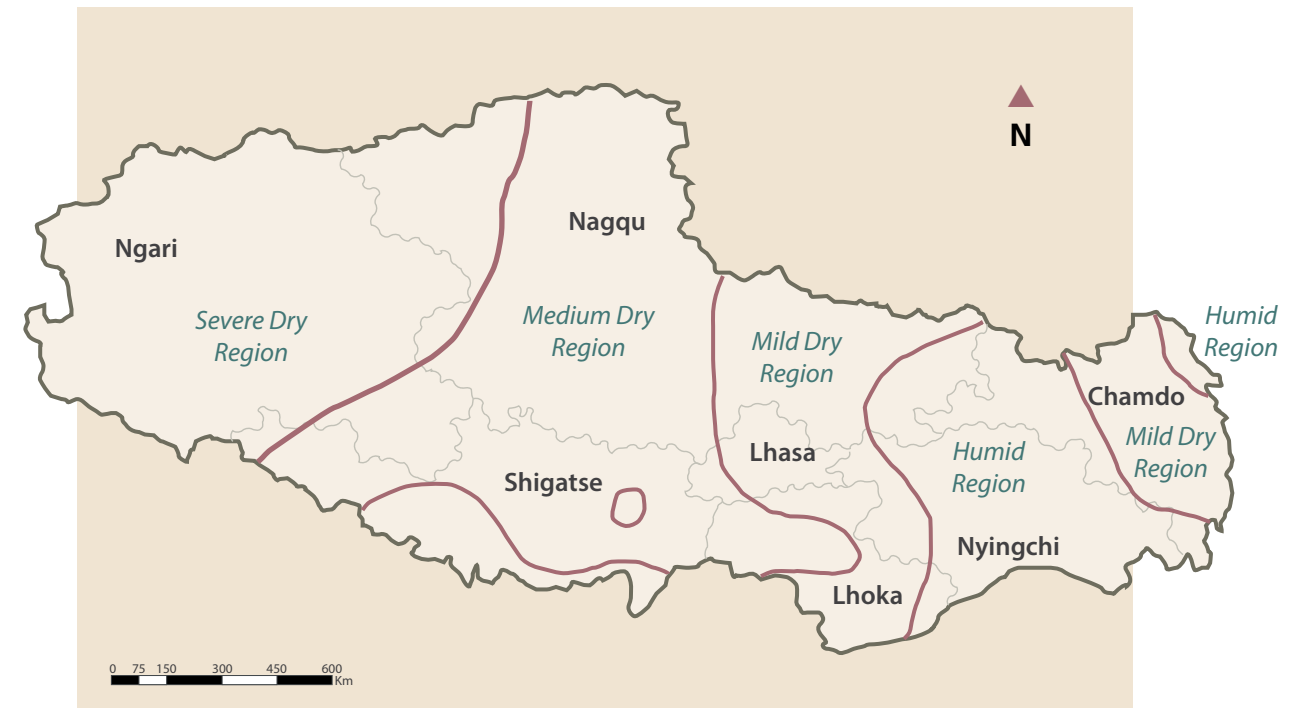 N
Nagqu
Ngari
Severe Dry
Region
Medium Dry
Region
Mild Dry
Region
Humid
Region
Chamdo
Mild Dry
Region
Lhasa
Humid
Region
Shigatse
Nyingchi
Lhoka
0 75 150 300 450 600
Km